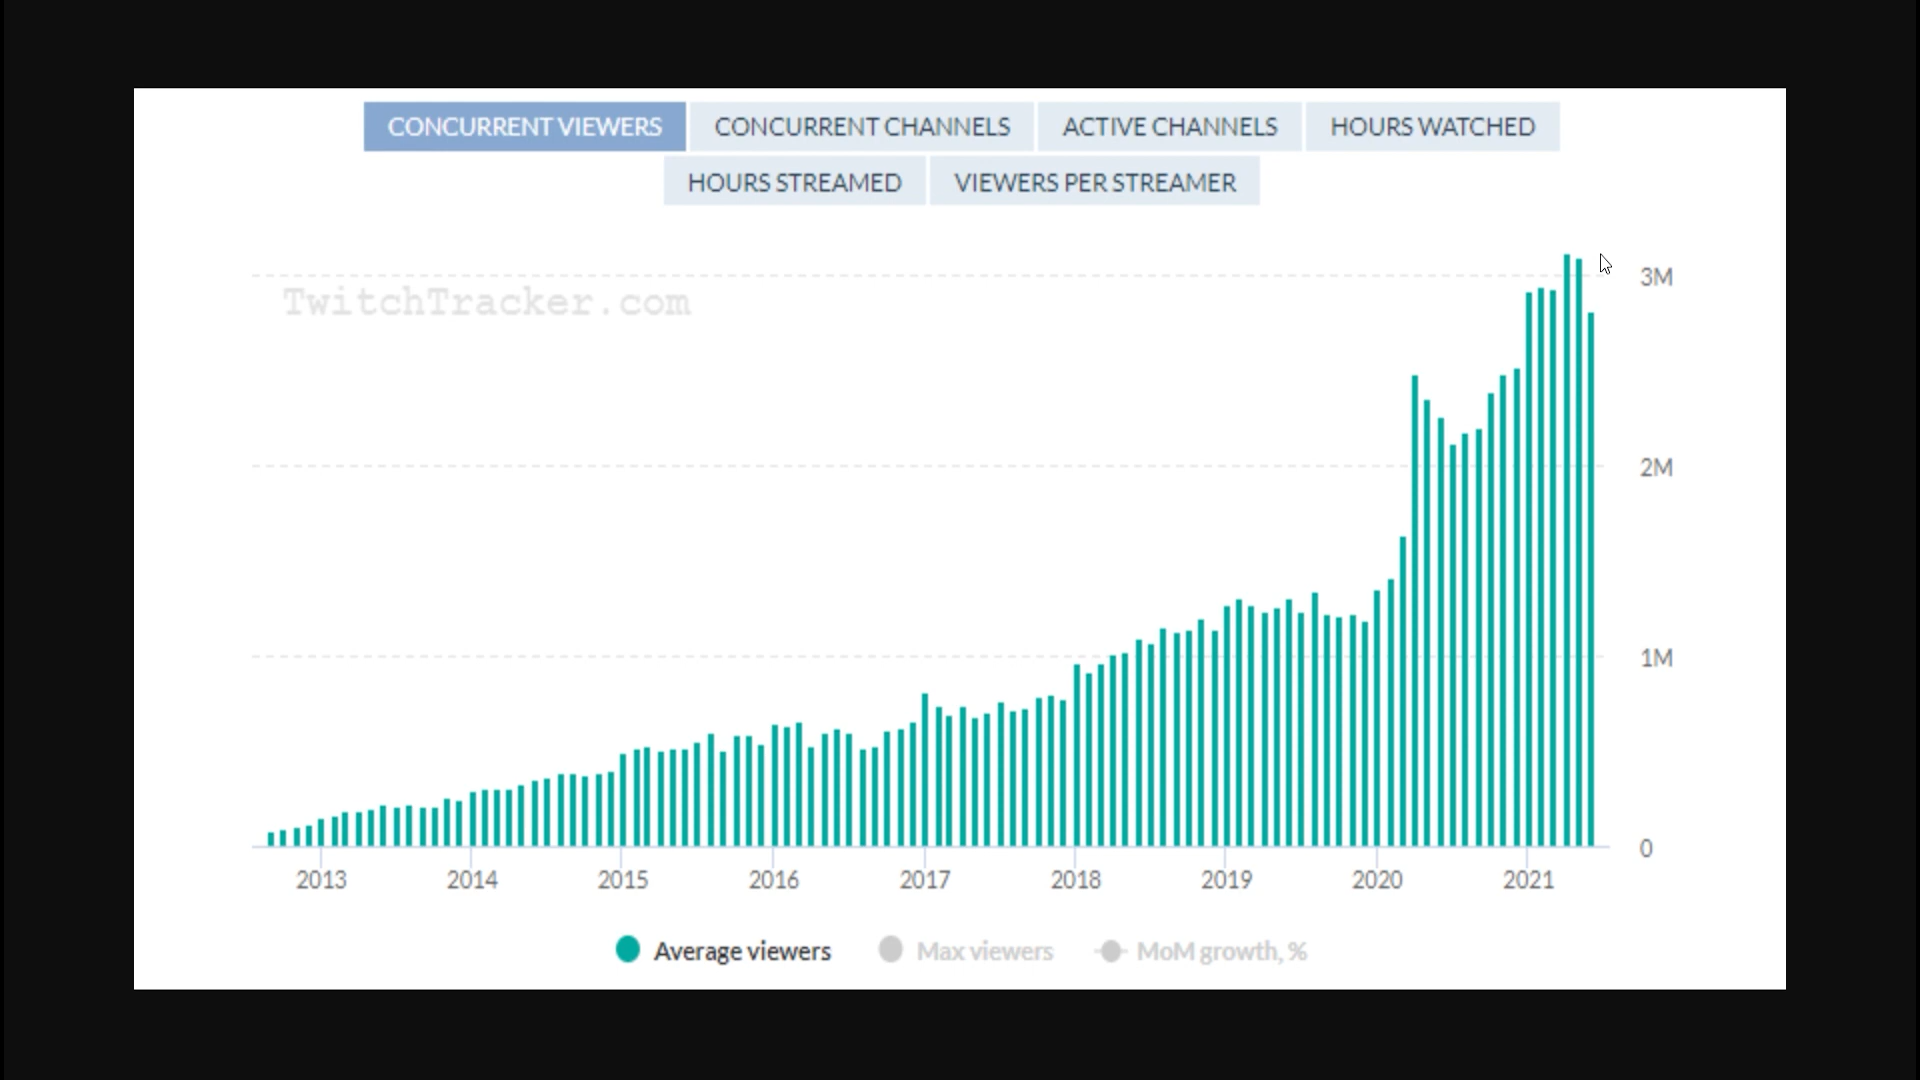 CONCURRENT VIEWERS CONCURRENT CHANNELS ACTIVE CHANNELS HOURS WATCHED
HOURS STREAMED VIEWERS PER STREAMER
3M
TwitchTracker.com
2M
1M
0
2013 2014 2015 2016 2017 2018 2019 2020 2021
Average viewers Max viewers MoM growth, %